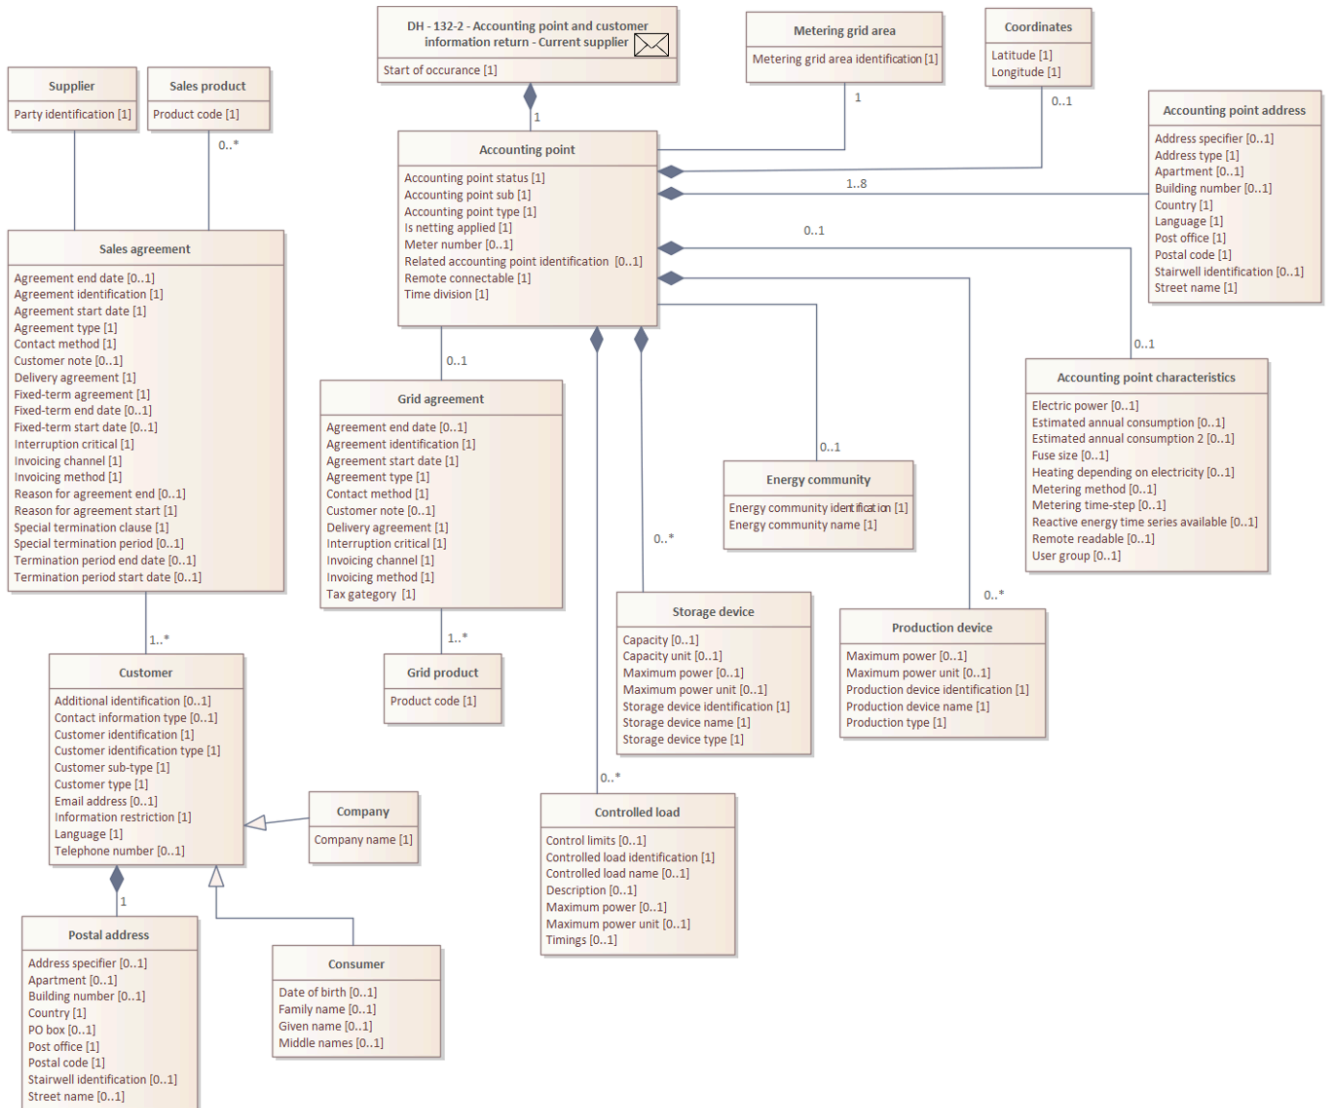 DH - 132-2 - Accounting point and customer
information return - Current supplier
Start of occurance [1]
Metering grid area
Metering grid area identification [1]
Coordinates
Latitude [1]
Longitude [1]
Supplier
Party identification [1]
Sales product
Product code [1]
0..*
1
1
0..1
Accounting point address
Address specifier [0..1]
Address type [1]
Apartment [0..1]
Building number [0..1]
Country [1]
Language [1]
Post office [1]
Postal code [1]
Stairwell identification [0..1]
Street name [1]
Accounting point
Accounting point status [1]
Accounting point sub [1]
Accounting point type [1]
Is netting applied [1]
Meter number [0..1]
Related accounting point identification [0..1]
Remote connectable [1]
Time division [1]
1..8
0..1
0..1
Sales agreement
Agreement end date [0..1]
Agreement identification [1]
Agreement start date [1]
Agreement type [1]
Contact method [1]
Customer note [0..1]
Delivery agreement [1]
Fixed-term agreement [1]
Fixed-term end date [0..1]
Fixed-term start date [0..1]
Interruption critical [1]
Invoicing channel [1]
Invoicing method [1]
Reason for agreement end [0..1]
Reason for agreement start [1]
Special termination clause [1]
Special termination period [0..1]
Termination period end date [0..1]
Termination period start date [0..1]
0..1
Grid agreement
Agreement end date [0..1]
Agreement identification [1]
Agreement start date [1]
Agreement type [1]
Contact method [1]
Customer note [0..1]
Delivery agreement [1]
Interruption critical [1]
Invoicing channel [1]
Invoicing method [1]
Tax gategory [1]
Accounting point characteristics
Electric power [0..1]
Estimated annual consumption [0..1]
Estimated annual consumption 2 [0..1]
Fuse size [0..1]
Heating depending on electricity [0..1]
Metering method [0..1]
Metering time-step [0..1]
Reactive energy time series available [0..1]
Remote readable [0..1]
User group [0..1]
0..1
Energy community
Energy community identification [1]
Energy community name [1]
0..*
Storage device
Capacity [0..1]
Capacity unit [0..1]
Maximum power [0..1]
Maximum power unit [0..1]
Storage device identification [1]
Storage device name [1]
Storage device type [1]
0..*
Production device
Maximum power [0..1]
Maximum power unit [0..1]
Production device identification [1]
Production device name [1]
Production type [1]
1..*
Customer
Additional identification [0..1]
Contact information type [0..1]
Customer identification [1]
Customer identification type [1]
Customer sub-type [1]
Customer type [1]
Email address [0..1]
Information restriction [1]
Language [1]
Telephone number [0..1]
1..*
Grid product
Product code [1]
Company
Company name [1]
0..*
Controlled load
Control limits [0..1]
Controlled load identification [1]
Controlled load name [0..1]
Description [0..1]
Maximum power [0..1]
Maximum power unit [0..1]
Timings [0..1]
1
Postal address
Address specifier [0..1]
Apartment [0..1]
Building number [0..1]
Country [1]
PO box [0..1]
Post office [1]
Postal code [1]
Stairwell identification [0..1]
Street name [0..1]
Consumer
Date of birth [0..1]
Family name [0..1]
Given name [0..1]
Middle names [0..1]